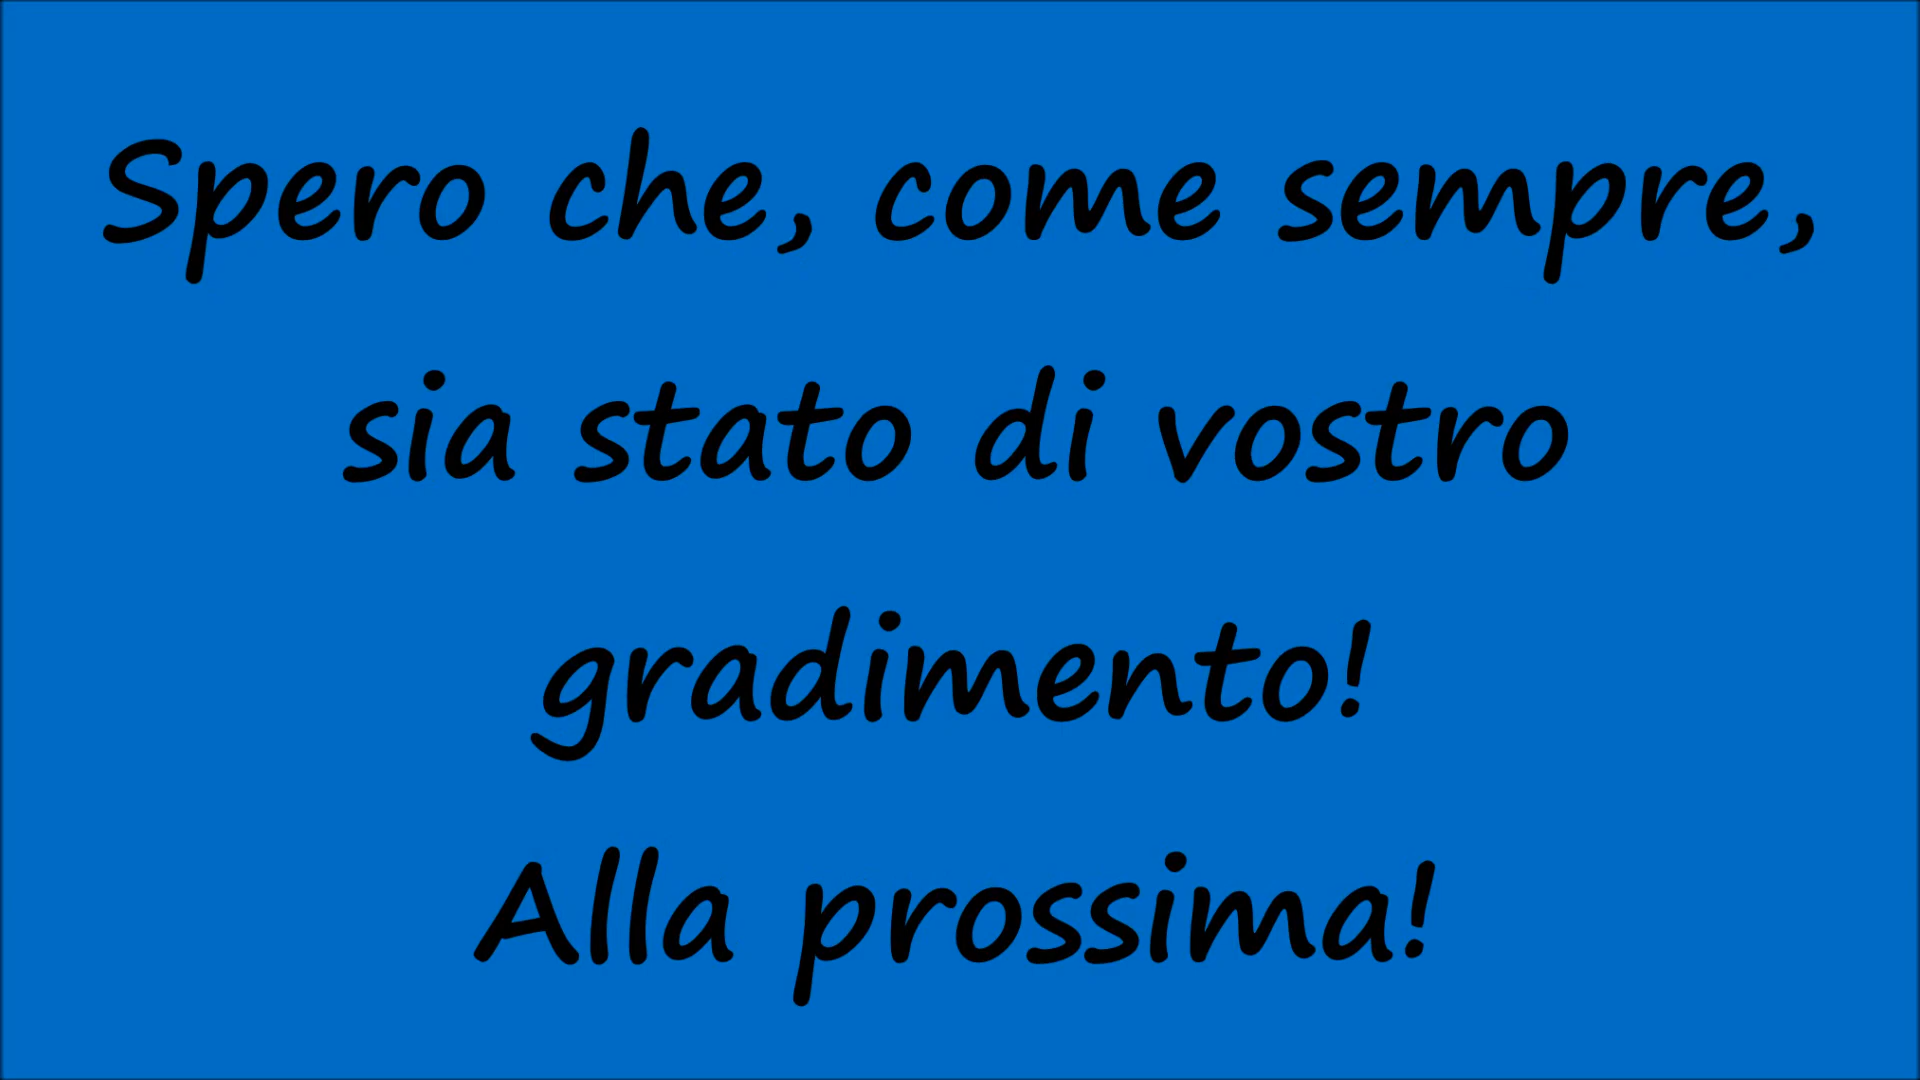 Spero che, come sempre,
sia stato di vostro
gradimento!
Alla prossima!